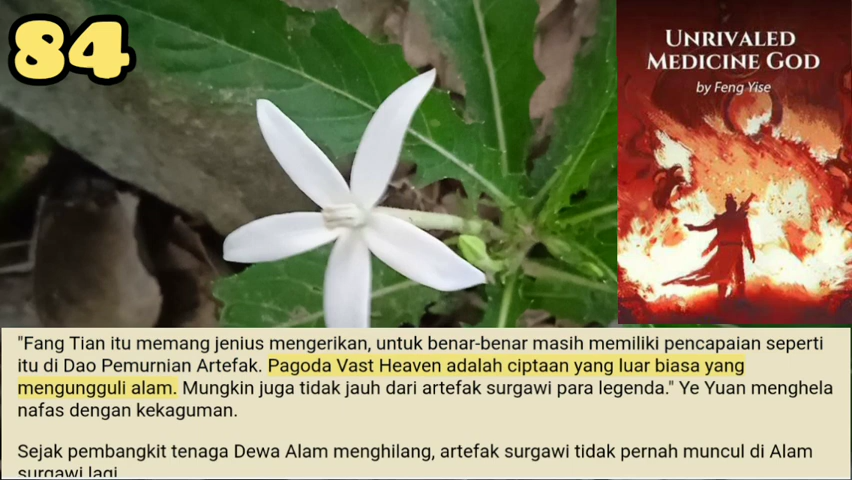 84
UNRIVALED
MEDICINE GOD
by Feng Yise
"Fang Tian itu memang jenius mengerikan, untuk benar-benar masih memiliki pencapaian seperti
itu di Dao Pemurnian Artefak. Pagoda Vast Heaven adalah ciptaan yang luar biasa yang
mengungguli alam. Mungkin juga tidak jauh dari artefak surgawi para legenda." Ye Yuan menghela
nafas dengan kekaguman.
Sejak pembangkit tenaga Dewa Alam menghilang, artefak surgawi tidak pernah muncul di Alam
surgawi lagi